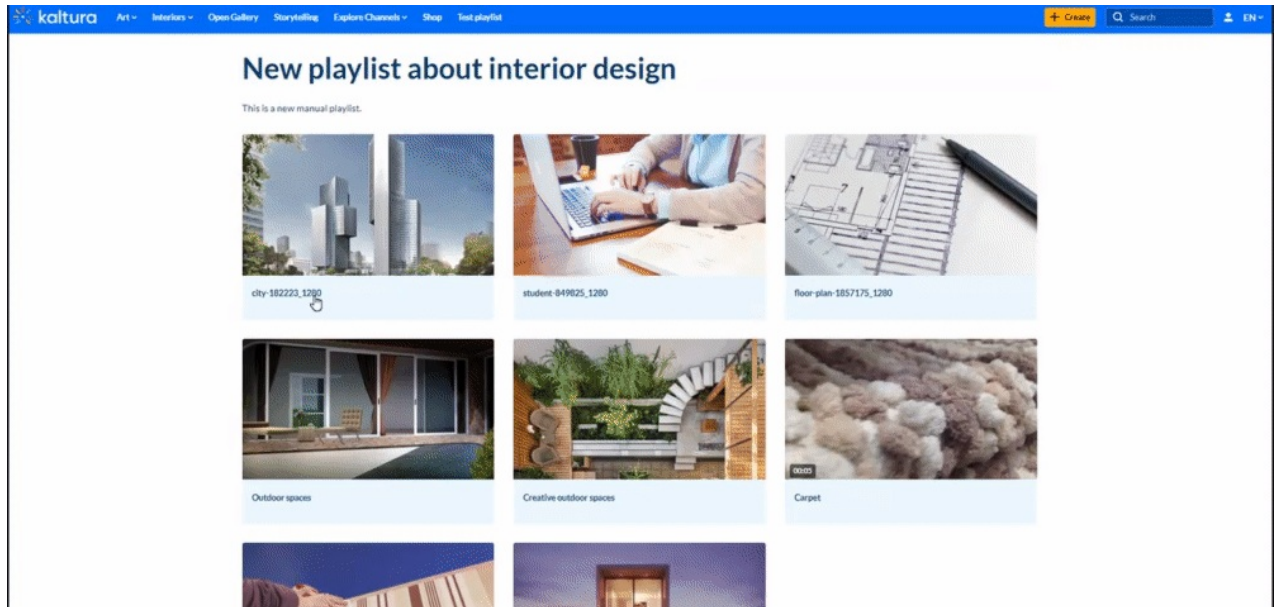 kaltura Art Interiors Open Gallery Storytelling Explore Channels Shop Test playlist + Create Search EN
New playlist about interior design
This is a new manual playlist.
city-182223_1280 student-849825_1280 floor-plan-1857175_1280
00:05
Outdoor spaces Creative outdoor spaces Carpet